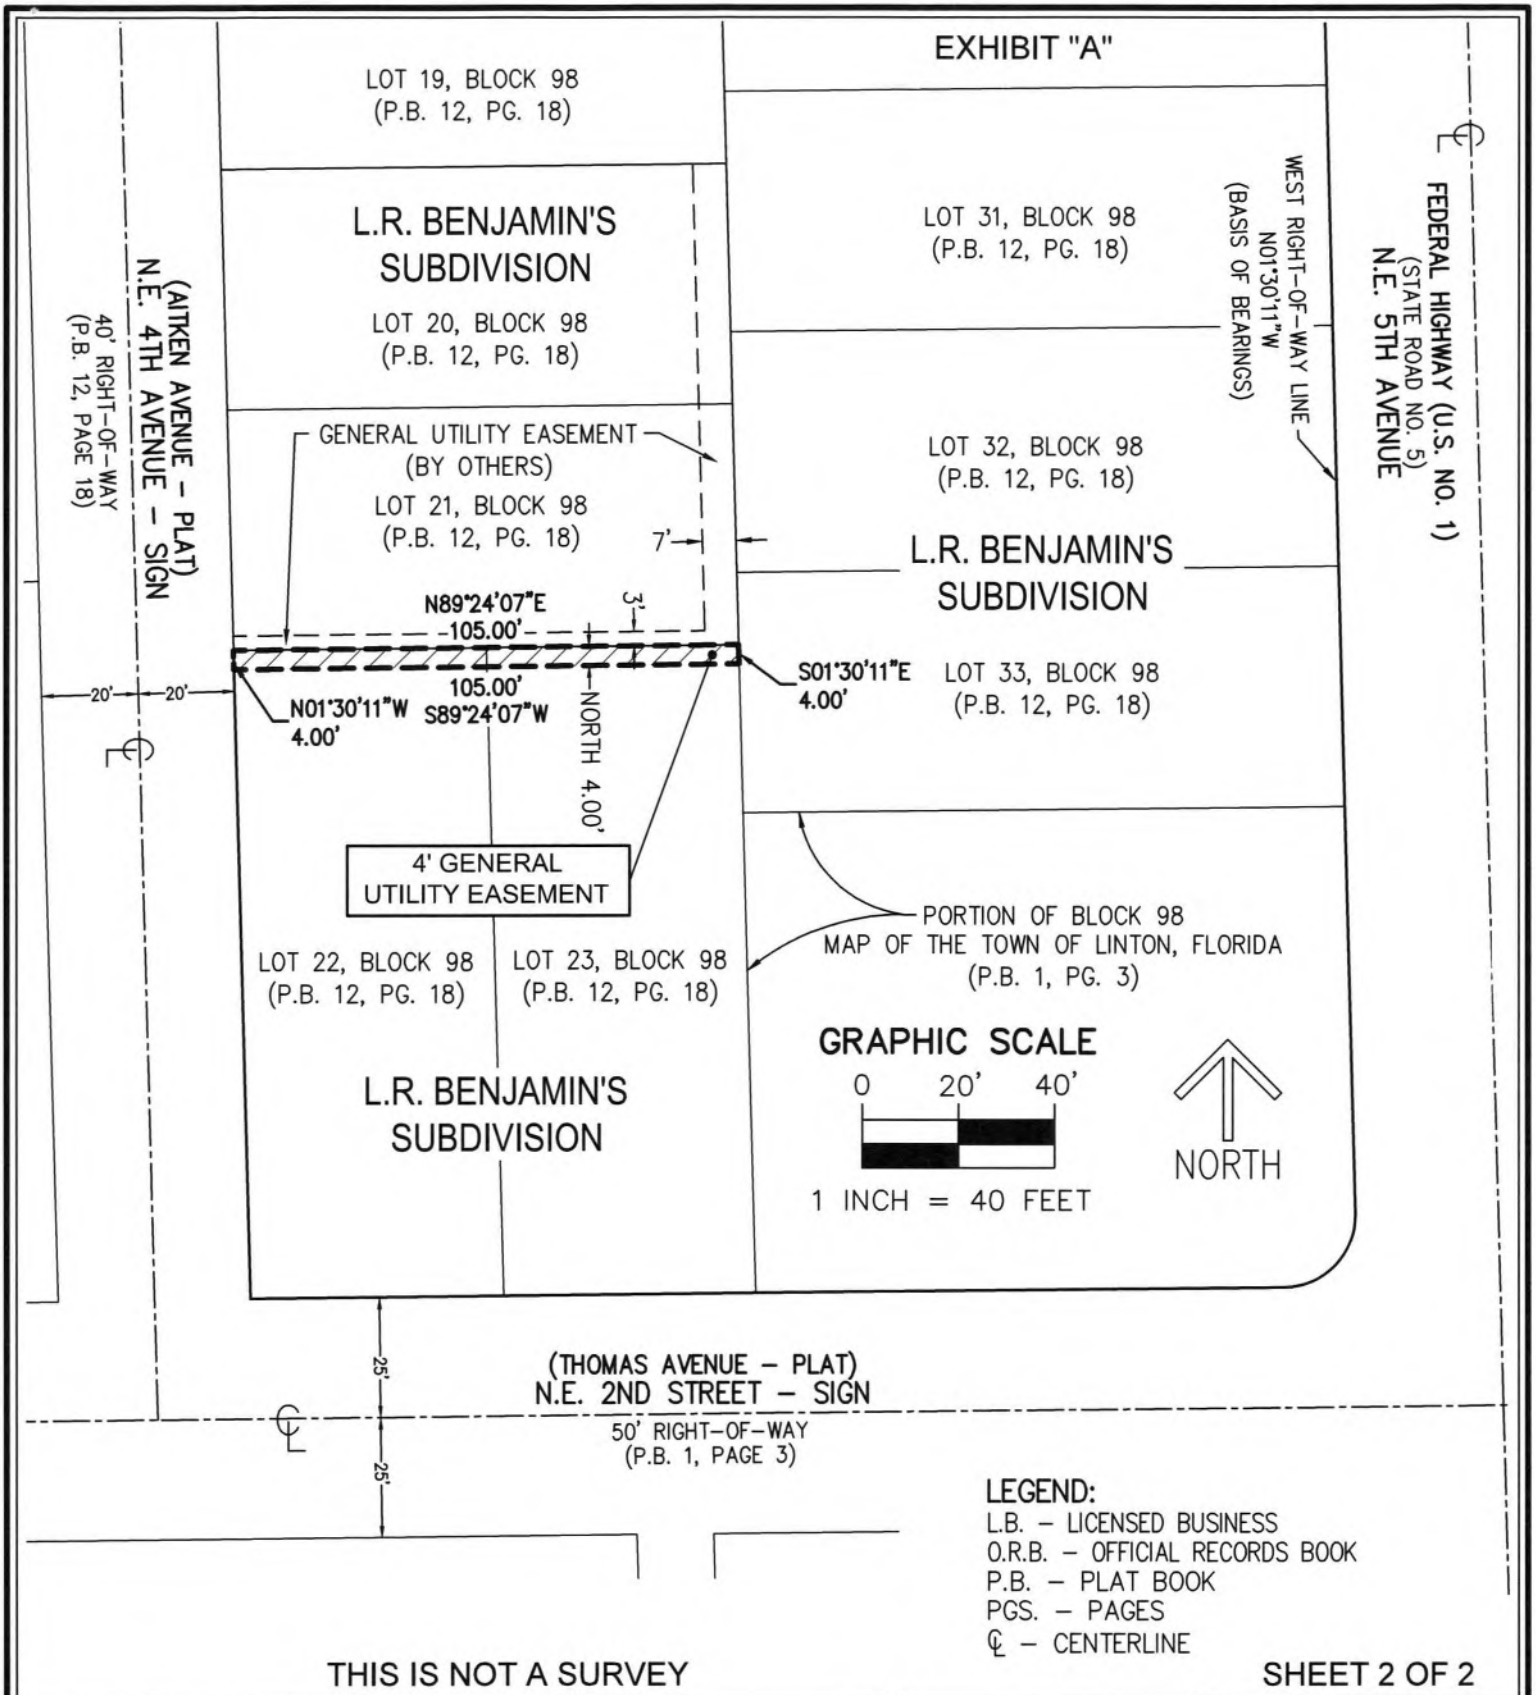 EXHIBIT "A"
LOT 19, BLOCK 98
(P.B. 12, PG. 18)
L.R. BENJAMIN'S
SUBDIVISION
LOT 20, BLOCK 98
(P.B. 12, PG. 18)
GENERAL UTILITY EASEMENT
(BY OTHERS)
LOT 21, BLOCK 98
(P.B. 12, PG. 18)
7'
3'
N89°24'07"E
105.00'
105.00'
S89°24'07"W
N01°30'11"W
4.00'
S01°30'11"E
4.00'
NORTH 4.00'
20'
20'
(AITKEN AVENUE - PLAT)
N.E. 4TH AVENUE - SIGN
40' RIGHT-OF-WAY
(P.B. 12, PAGE 18)
LOT 31, BLOCK 98
(P.B. 12, PG. 18)
LOT 32, BLOCK 98
(P.B. 12, PG. 18)
L.R. BENJAMIN'S
SUBDIVISION
LOT 33, BLOCK 98
(P.B. 12, PG. 18)
WEST RIGHT-OF-WAY LINE
N01°30'11"W
(BASIS OF BEARINGS)
FEDERAL HIGHWAY (U.S. NO. 1)
(STATE ROAD NO. 5)
N.E. 5TH AVENUE
4' GENERAL
UTILITY EASEMENT
PORTION OF BLOCK 98
MAP OF THE TOWN OF LINTON, FLORIDA
(P.B. 1, PG. 3)
LOT 22, BLOCK 98
(P.B. 12, PG. 18)
LOT 23, BLOCK 98
(P.B. 12, PG. 18)
L.R. BENJAMIN'S
SUBDIVISION
GRAPHIC SCALE
0 20' 40'
1 INCH = 40 FEET
NORTH
25'
25'
(THOMAS AVENUE - PLAT)
N.E. 2ND STREET - SIGN
50' RIGHT-OF-WAY
(P.B. 1, PAGE 3)
LEGEND:
L.B. - LICENSED BUSINESS
O.R.B. - OFFICIAL RECORDS BOOK
P.B. - PLAT BOOK
PGS. - PAGES
℄ - CENTERLINE
THIS IS NOT A SURVEY
SHEET 2 OF 2